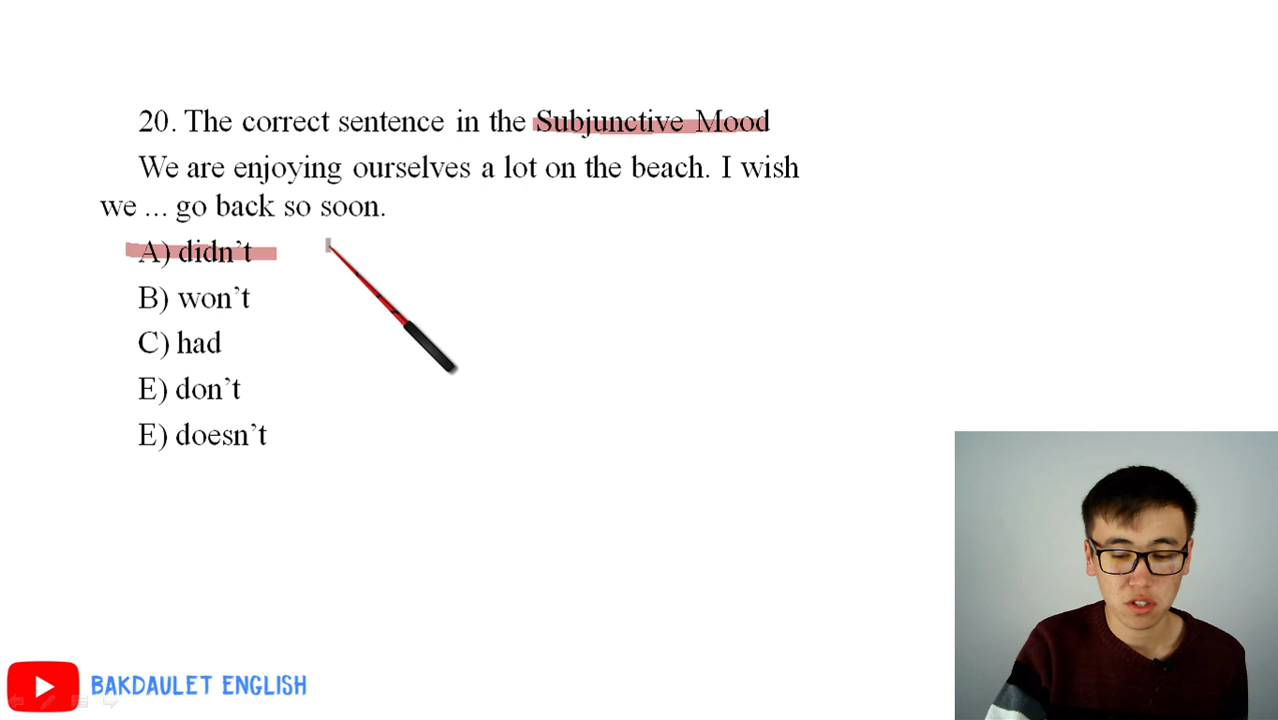 20. The correct sentence in the Subjunctive Mood
We are enjoying ourselves a lot on the beach. I wish
we ... go back so soon.
A) didn’t
B) won’t
C) had
E) don’t
E) doesn’t
BAKDAULET ENGLISH